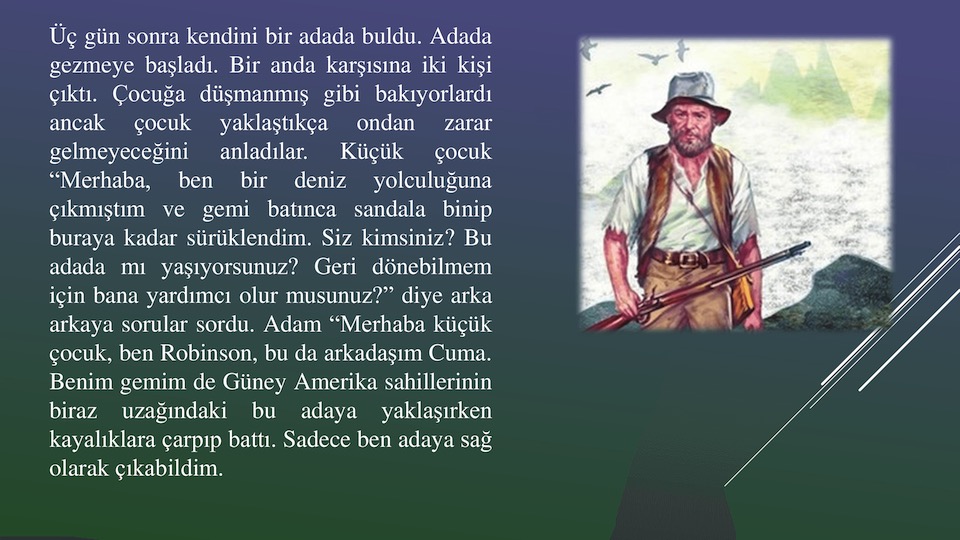 Üç gün sonra kendini bir adada buldu. Adada
gezmeye başladı. Bir anda karşısına iki kişi
çıktı. Çocuğa düşmanmış gibi bakıyorlardı
ancak çocuk yaklaştıkça ondan zarar
gelmeyeceğini anladılar. Küçük çocuk
“Merhaba, ben bir deniz yolculuğuna
çıkmıştım ve gemi batınca sandala binip
buraya kadar sürüklendim. Siz kimsiniz? Bu
adada mı yaşıyorsunuz? Geri dönebilmem
için bana yardımcı olur musunuz?” diye arka
arkaya sorular sordu. Adam “Merhaba küçük
çocuk, ben Robinson, bu da arkadaşım Cuma.
Benim gemim de Güney Amerika sahillerinin
biraz uzağındaki bu adaya yaklaşırken
kayalıklara çarpıp battı. Sadece ben adaya sağ
olarak çıkabildim.